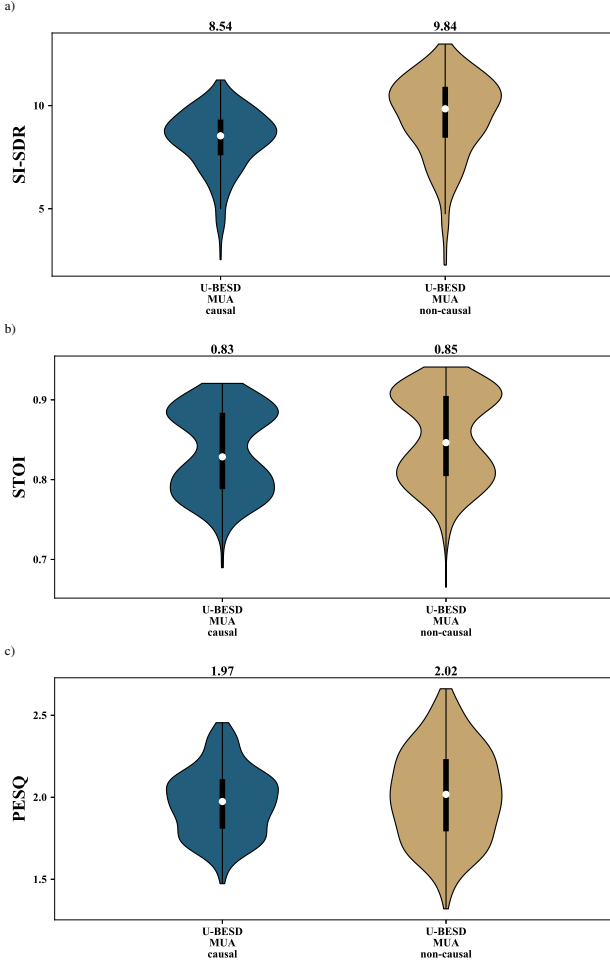 a)
8.54 9.84
SI-SDR
10
5
U-BESD U-BESD
MUA MUA
causal non-causal
b)
0.83 0.85
STOI
0.9
0.8
0.7
U-BESD U-BESD
MUA MUA
causal non-causal
c)
1.97 2.02
PESQ
2.5
2.0
1.5
U-BESD U-BESD
MUA MUA
causal non-causal